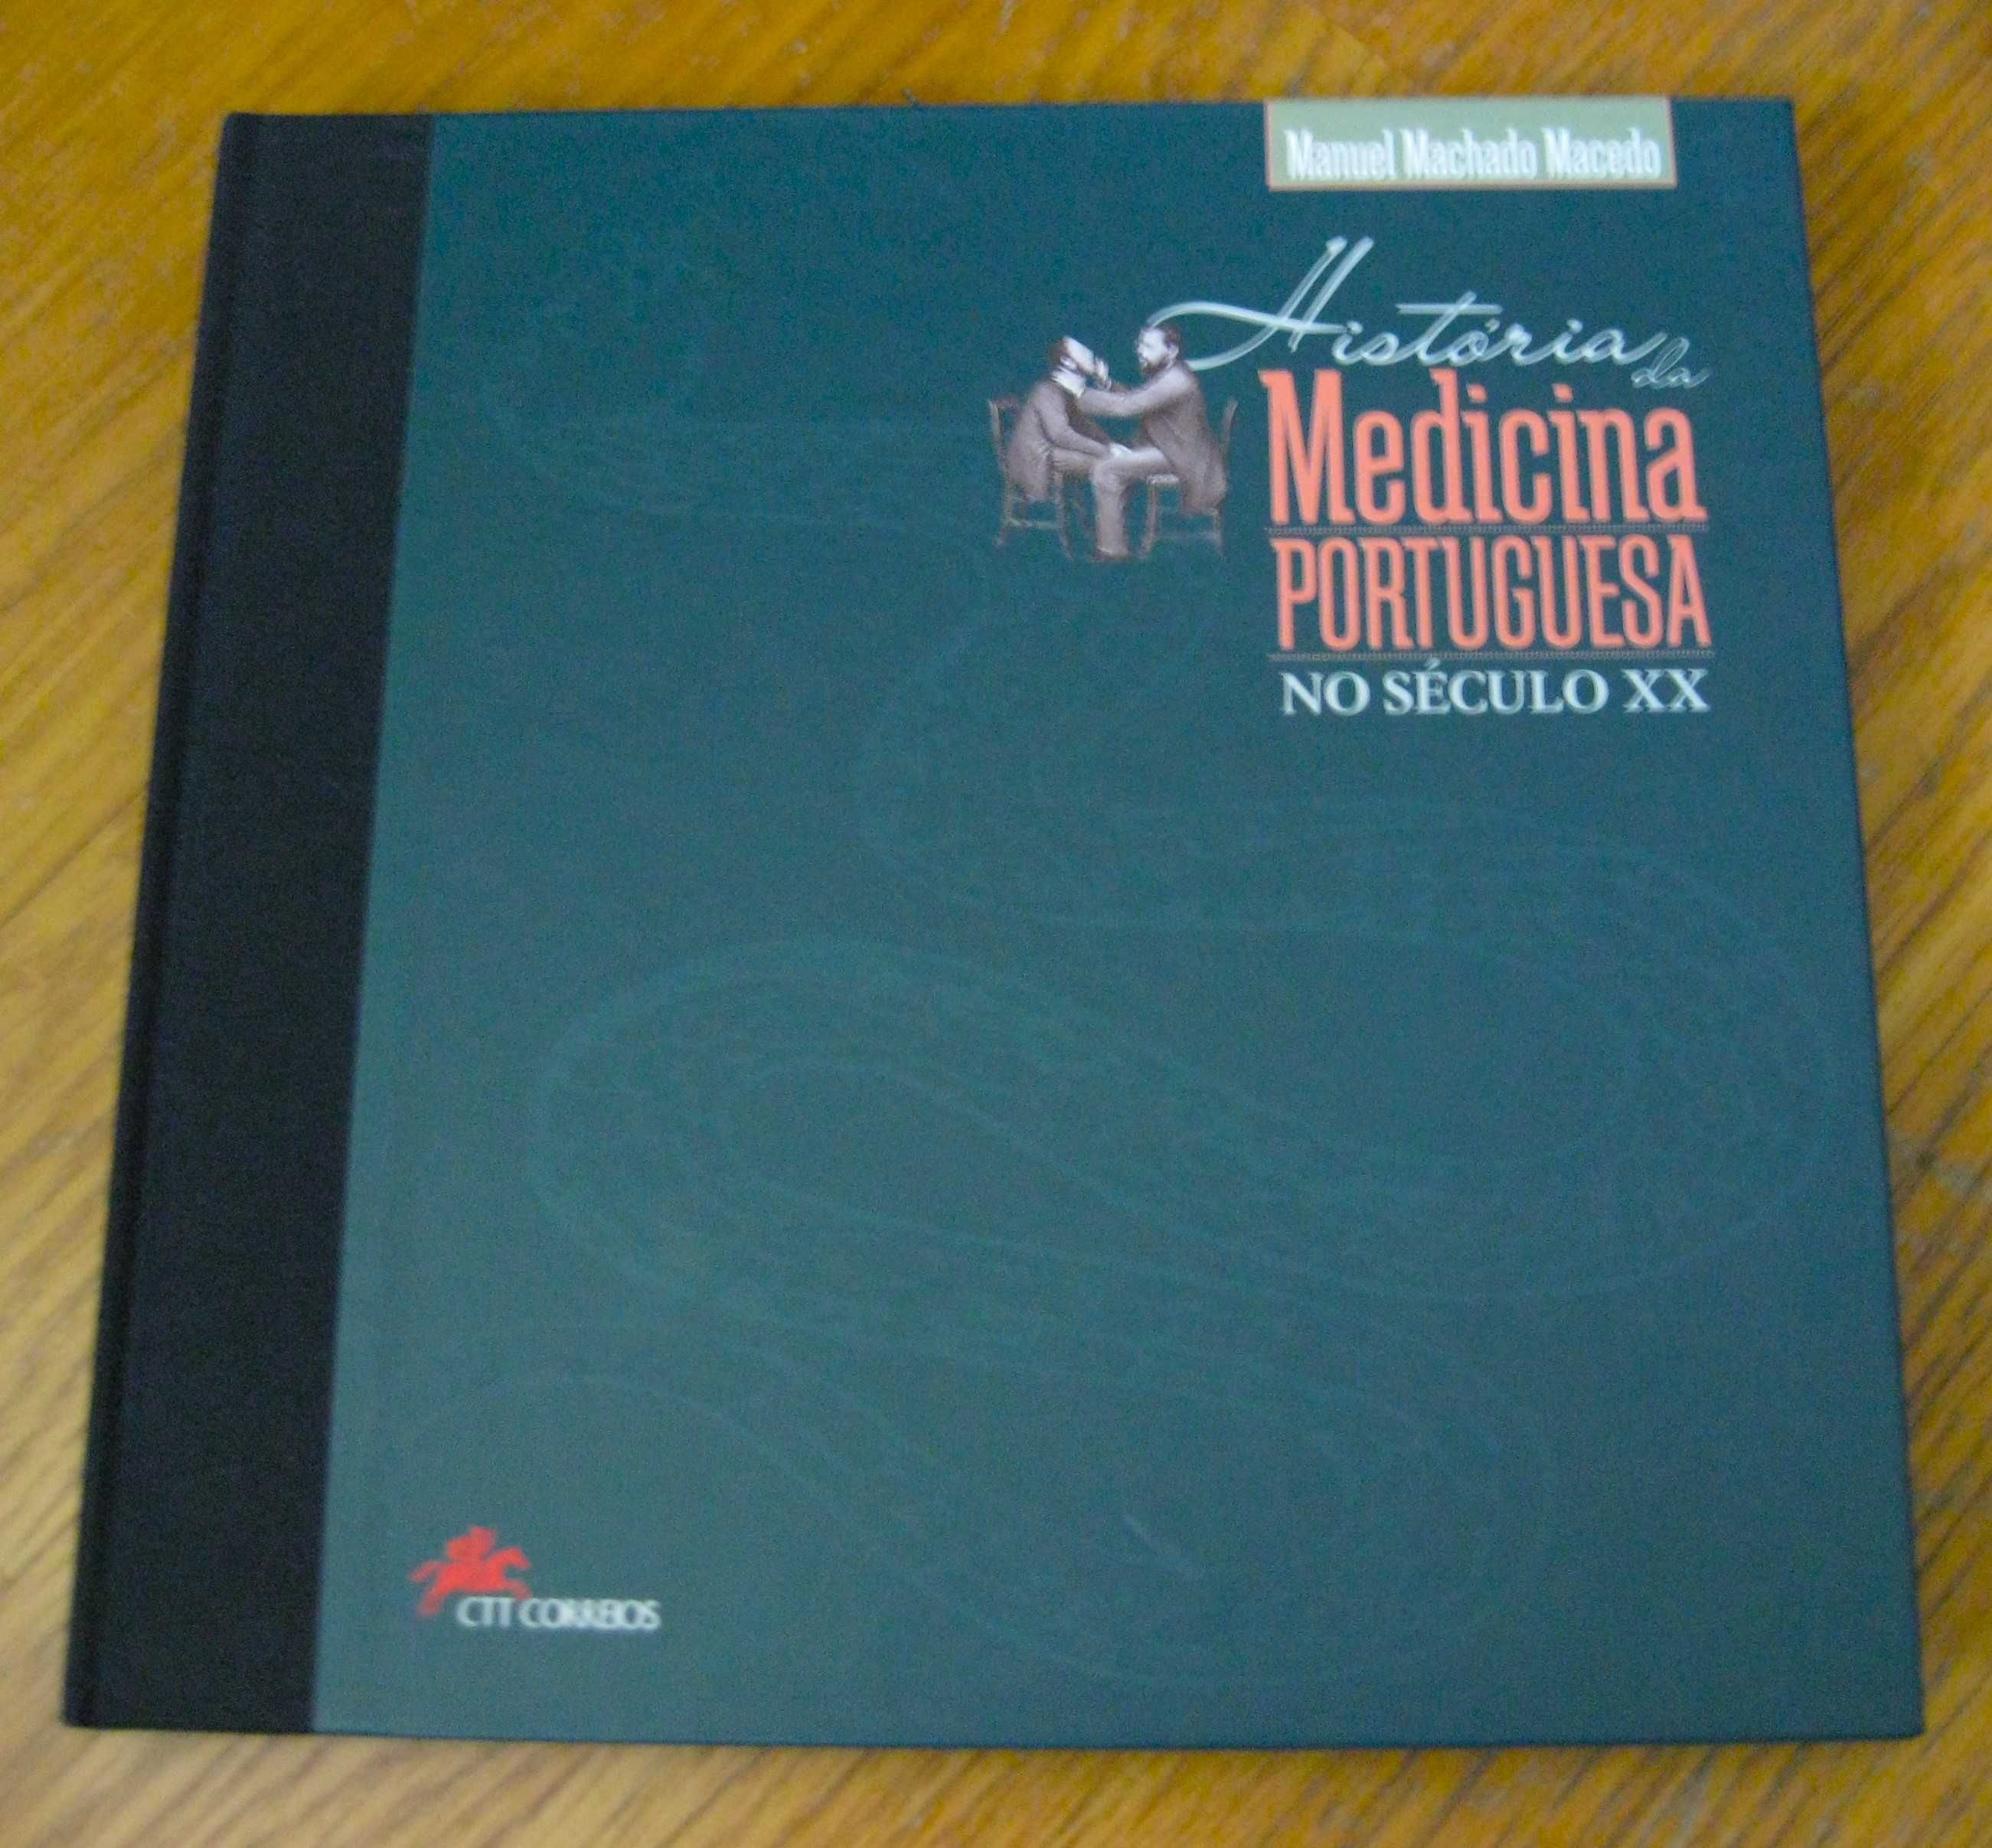 Manuel Machado Macedo
História da
Medicina
PORTUGUESA
NO SÉCULO XX
CTT CORREIOS